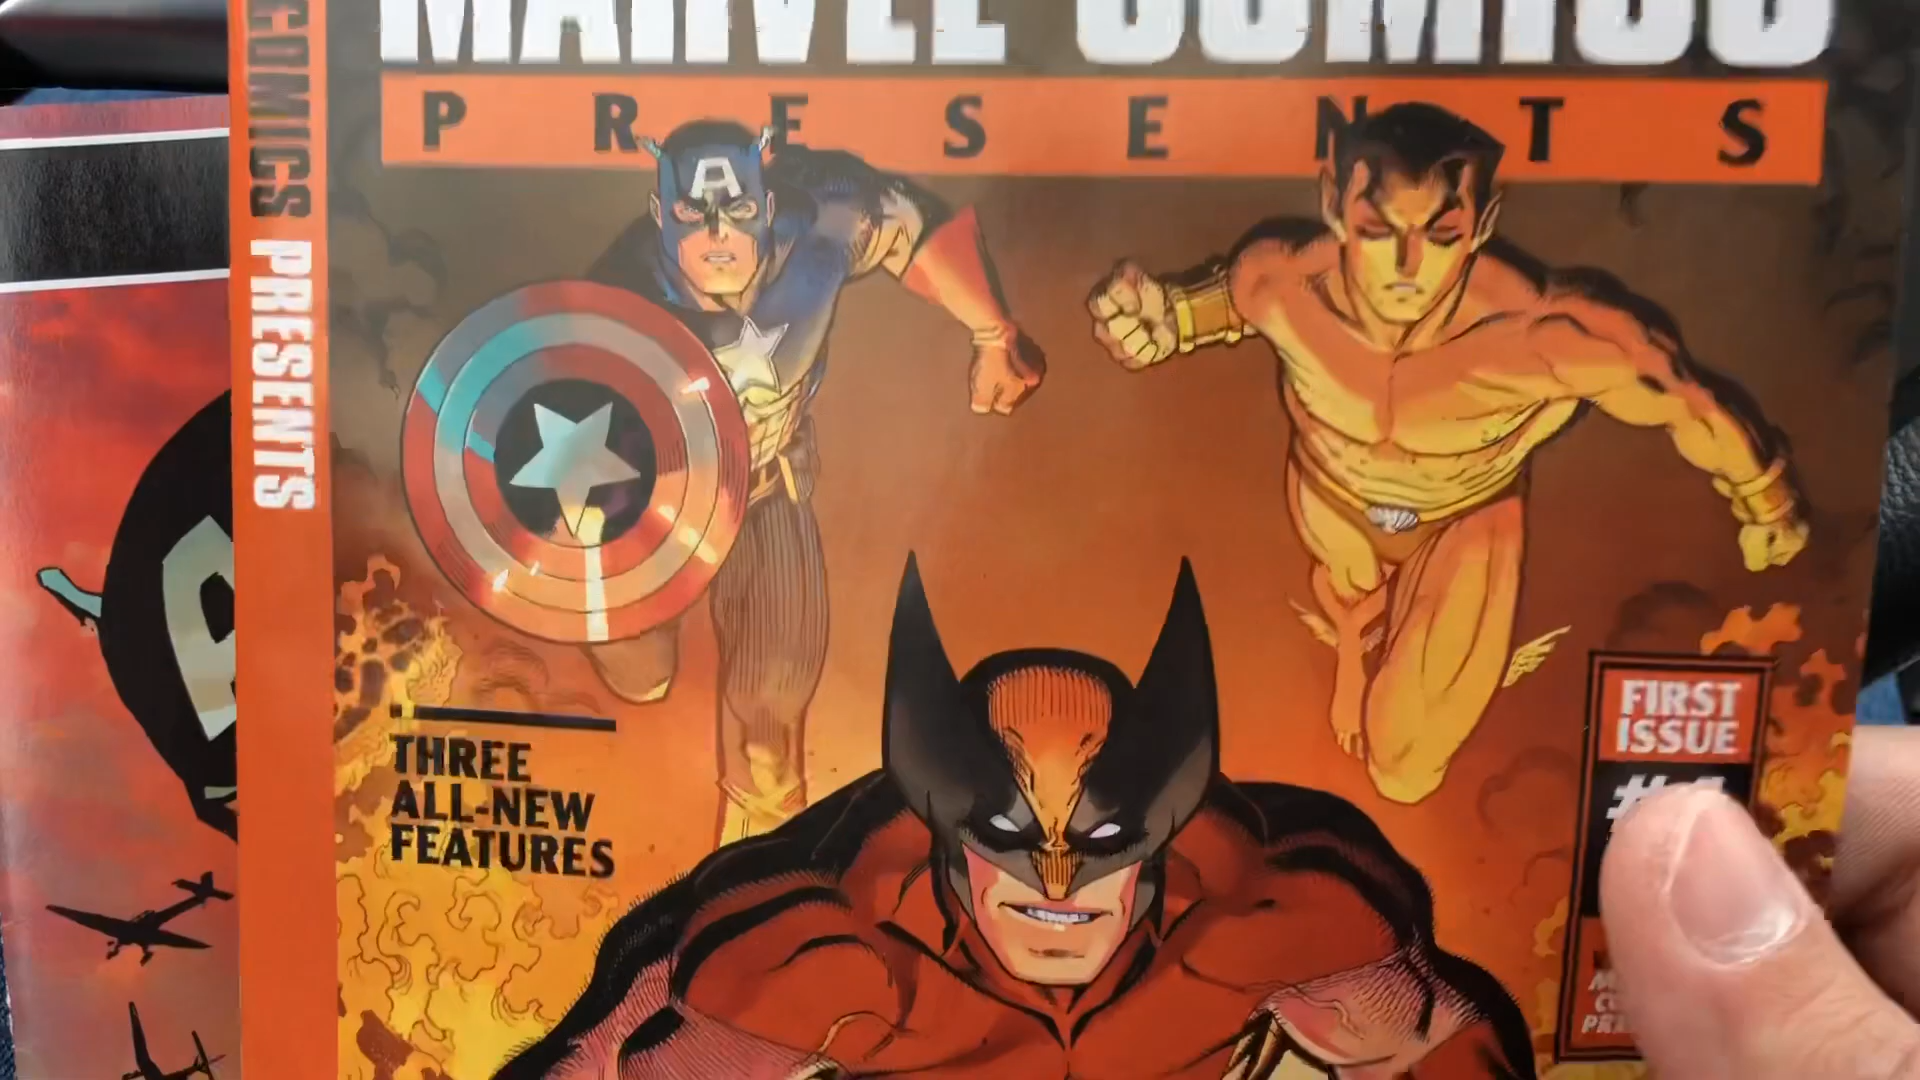 MARVEL COMICS
PRESENTS
COMICS PRESENTS
A
THREE
ALL-NEW
FEATURES
FIRST
ISSUE
#1